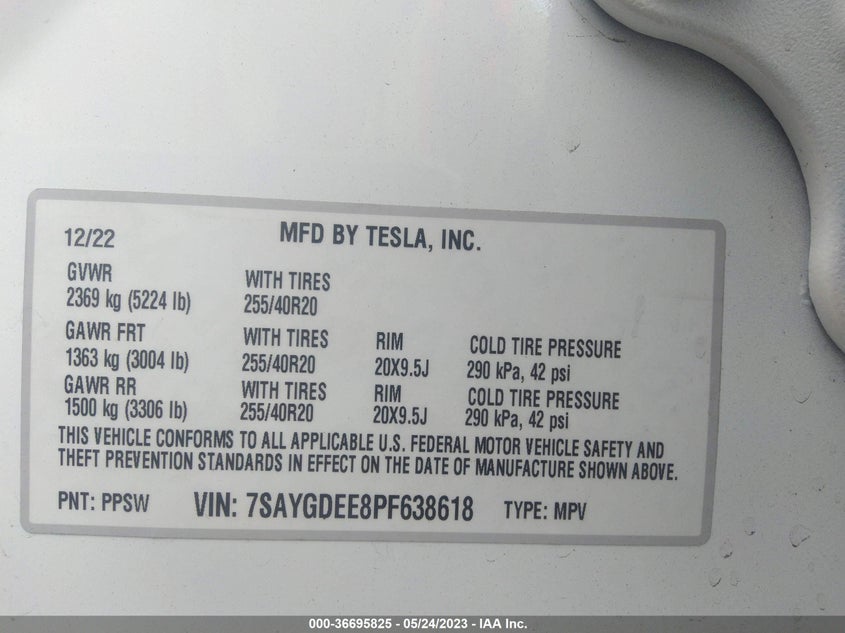 12/22 MFD BY TESLA, INC.
GVWR WITH TIRES
2369 kg (5224 lb) 255/40R20
GAWR FRT WITH TIRES RIM COLD TIRE PRESSURE
1363 kg (3004 lb) 255/40R20 20X9.5J 290 kPa, 42 psi
GAWR RR WITH TIRES RIM COLD TIRE PRESSURE
1500 kg (3306 lb) 255/40R20 20X9.5J 290 kPa, 42 psi
THIS VEHICLE CONFORMS TO ALL APPLICABLE U.S. FEDERAL MOTOR VEHICLE SAFETY AND
THEFT PREVENTION STANDARDS IN EFFECT ON THE DATE OF MANUFACTURE SHOWN ABOVE.
PNT: PPSW VIN: 7SAYGDEE8PF638618 TYPE: MPV
000-36695825 - 05/24/2023 - IAA Inc.